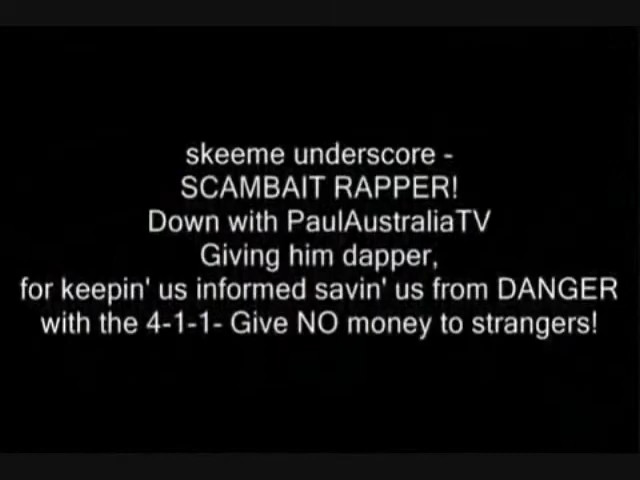 skeeme underscore -
SCAMBAIT RAPPER!
Down with PaulAustraliaTV
Giving him dapper,
for keepin' us informed savin' us from DANGER
with the 4-1-1- Give NO money to strangers!